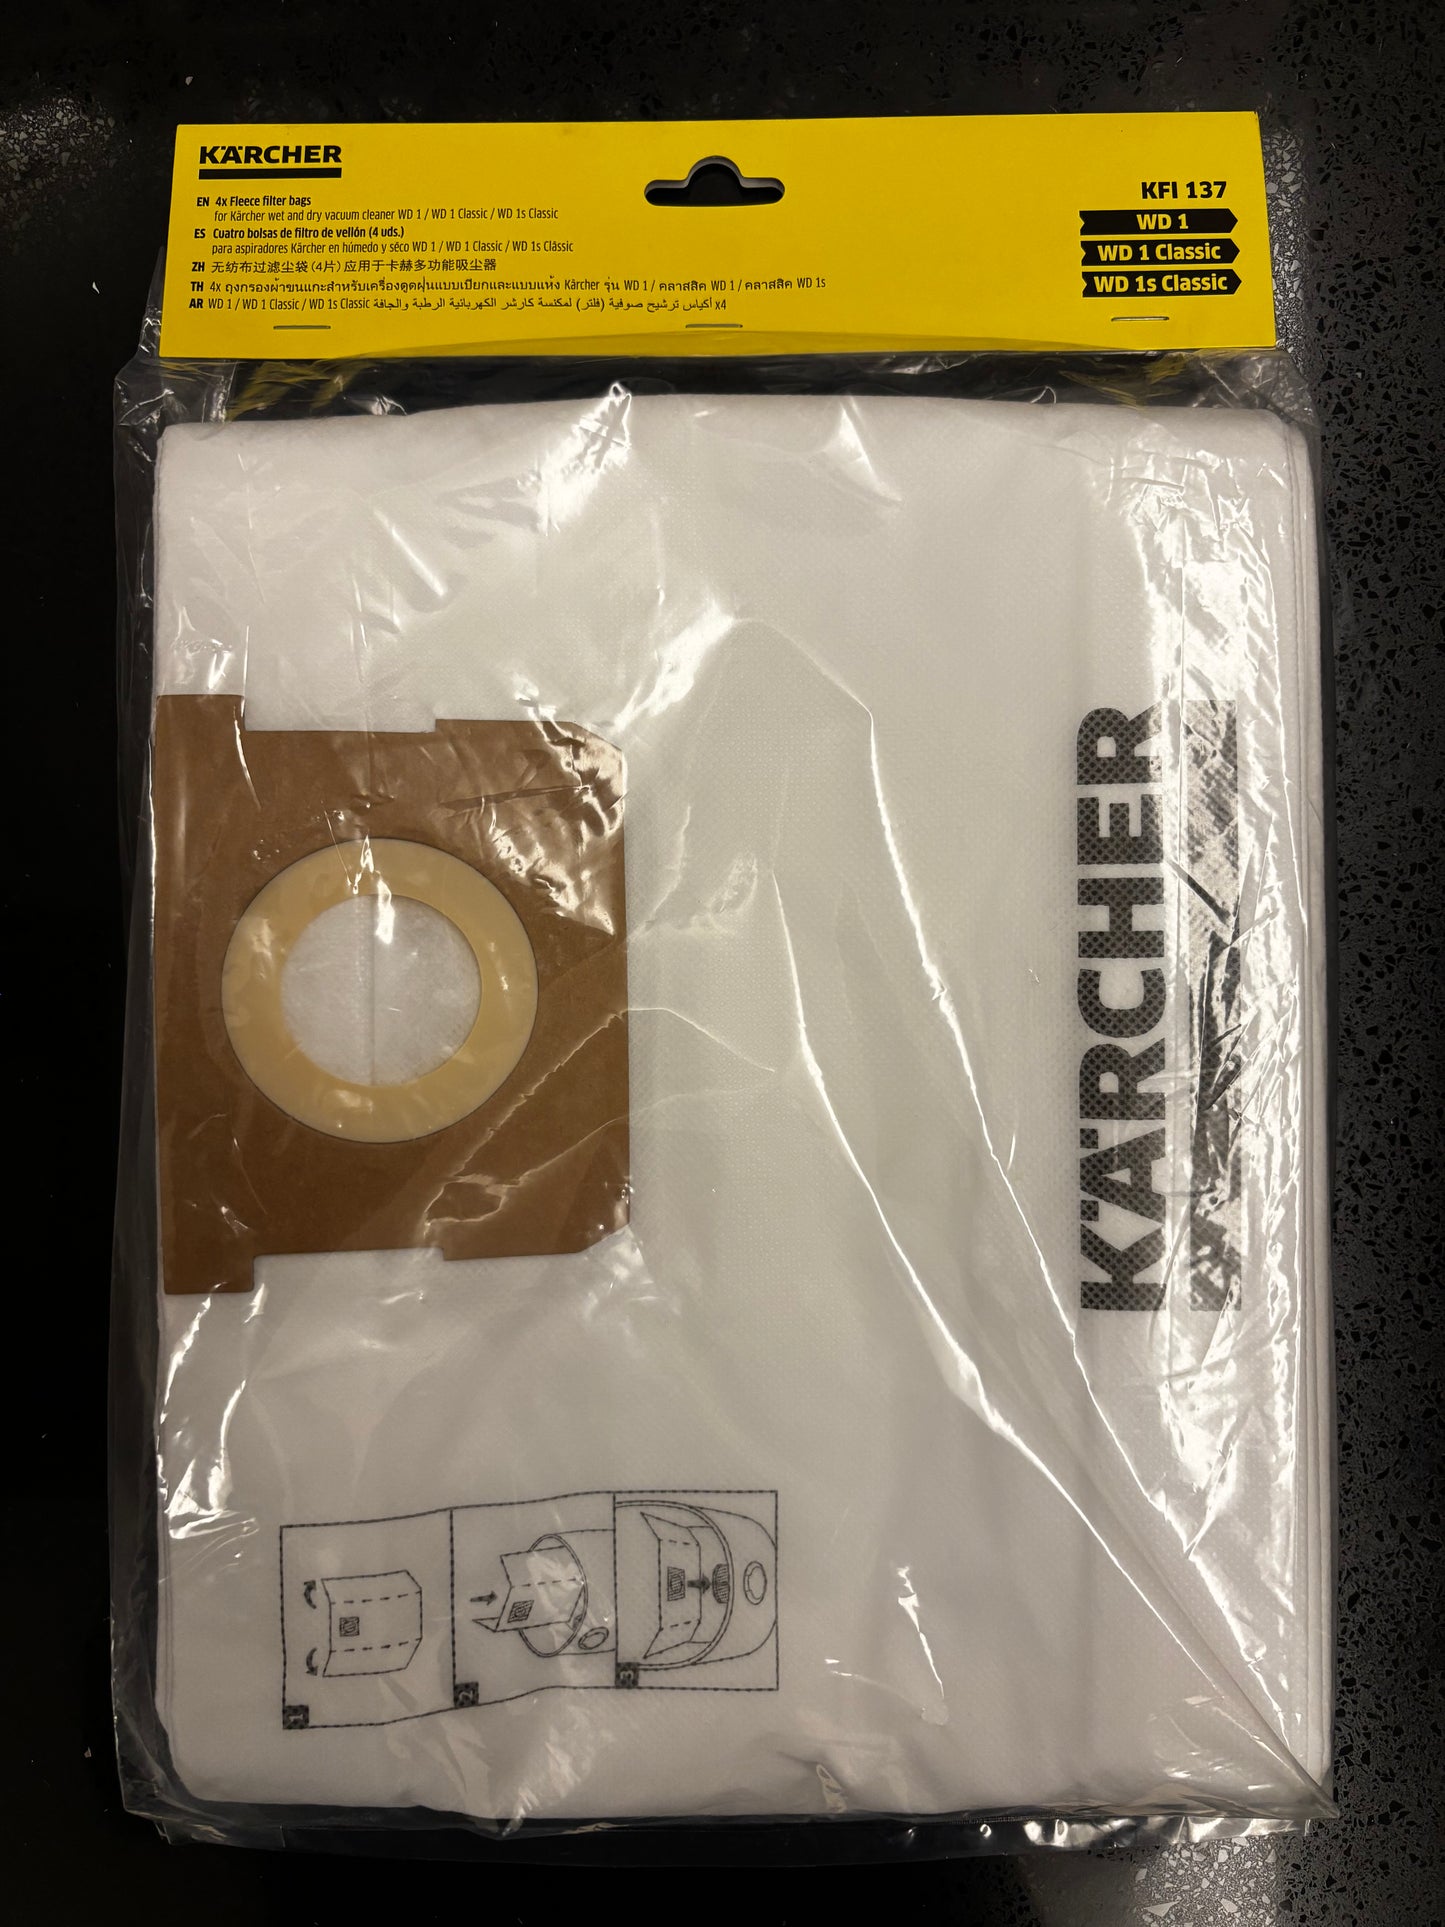 KÄRCHER
EN 4x Fleece filter bags
for Kärcher wet and dry vacuum cleaner WD 1 / WD 1 Classic / WD 1s Classic
ES Cuatro bolsas de filtro de vellón (4 uds.)
para aspiradores Kärcher en húmedo y séco WD 1 / WD 1 Classic / WD 1s Clãssic
ZH 无纺布过滤尘袋(4片)应用于卡赫多功能吸尘器
TH 4x ถุงกรองผ้าขนแกะสำหรับเครื่องดูดฝุ่นแบบเปียกและแบบแห้ง Kärcher รุ่น WD 1 / คลาสสิค WD 1 / คลาสสิค WD 1s
AR WD 1 / WD 1 Classic / WD 1s Classic أكياس ترشيح صوفية (فلتر) لمكنسة كارشر الكهربائية الرطبة والجافة x4
KFI 137
WD 1
WD 1 Classic
WD 1s Classic
KÄRCHER
1
2
3